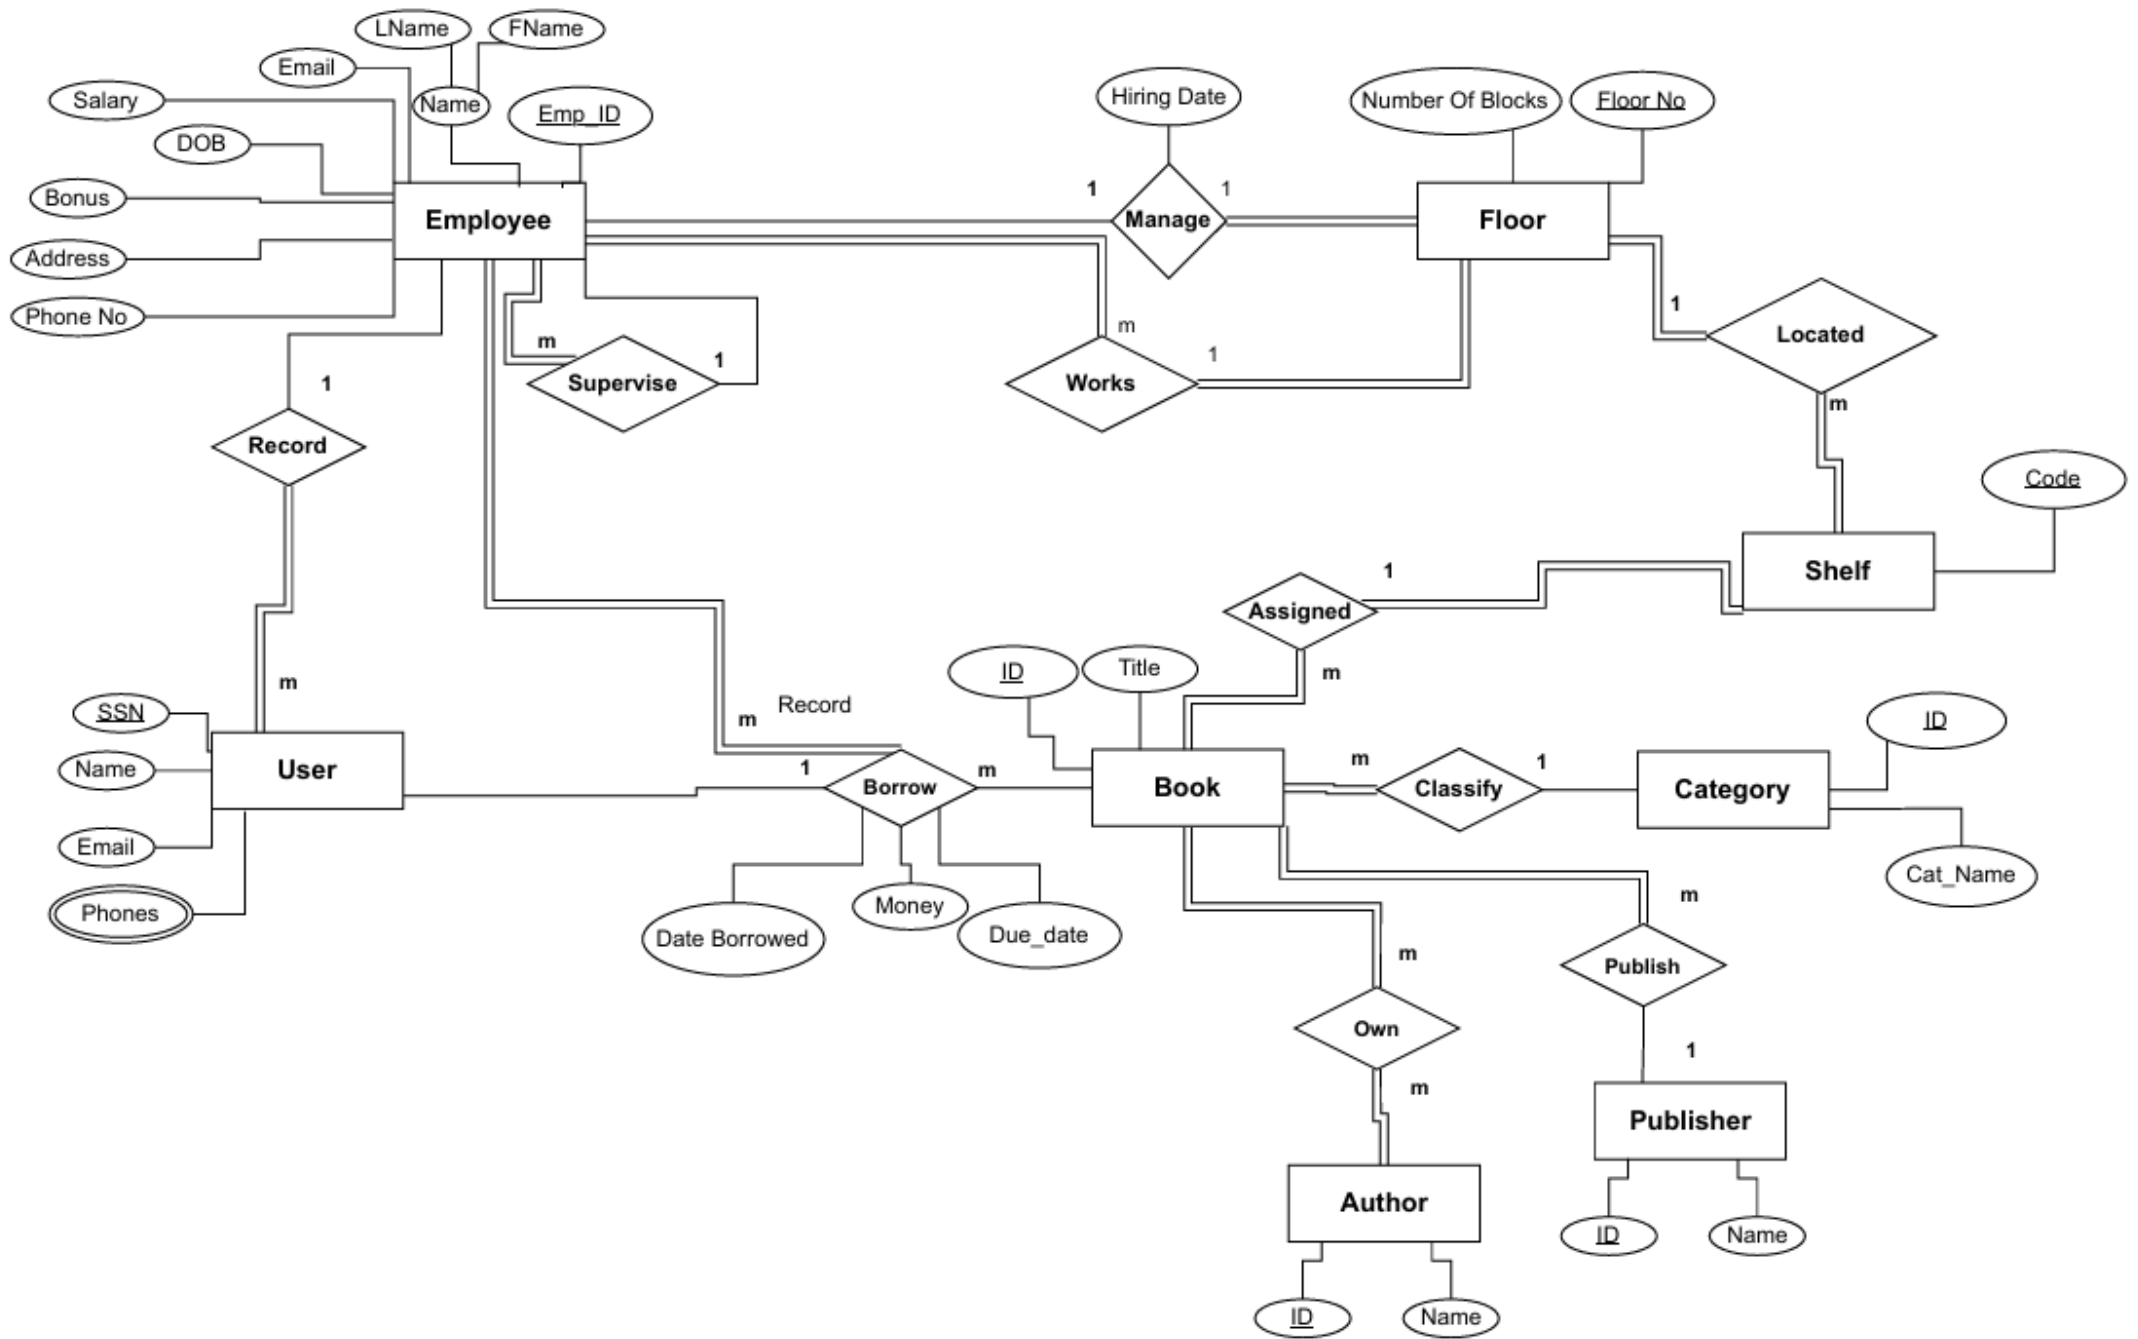 LName
FName
Email
Salary
Name
Emp_ID
DOB
Bonus
Address
Phone No
Employee
Hiring Date
1
1
Manage
Number Of Blocks
Floor No
Floor
m
1
Supervise
m
1
Works
1
Located
m
1
Record
m
Code
Shelf
1
Assigned
m
SSN
Name
Email
Phones
User
Record
m
1
Borrow
m
Date Borrowed
Money
Due_date
ID
Title
Book
m
Classify
1
Category
ID
Cat_Name
m
Publish
1
Publisher
ID
Name
m
Own
m
Author
ID
Name